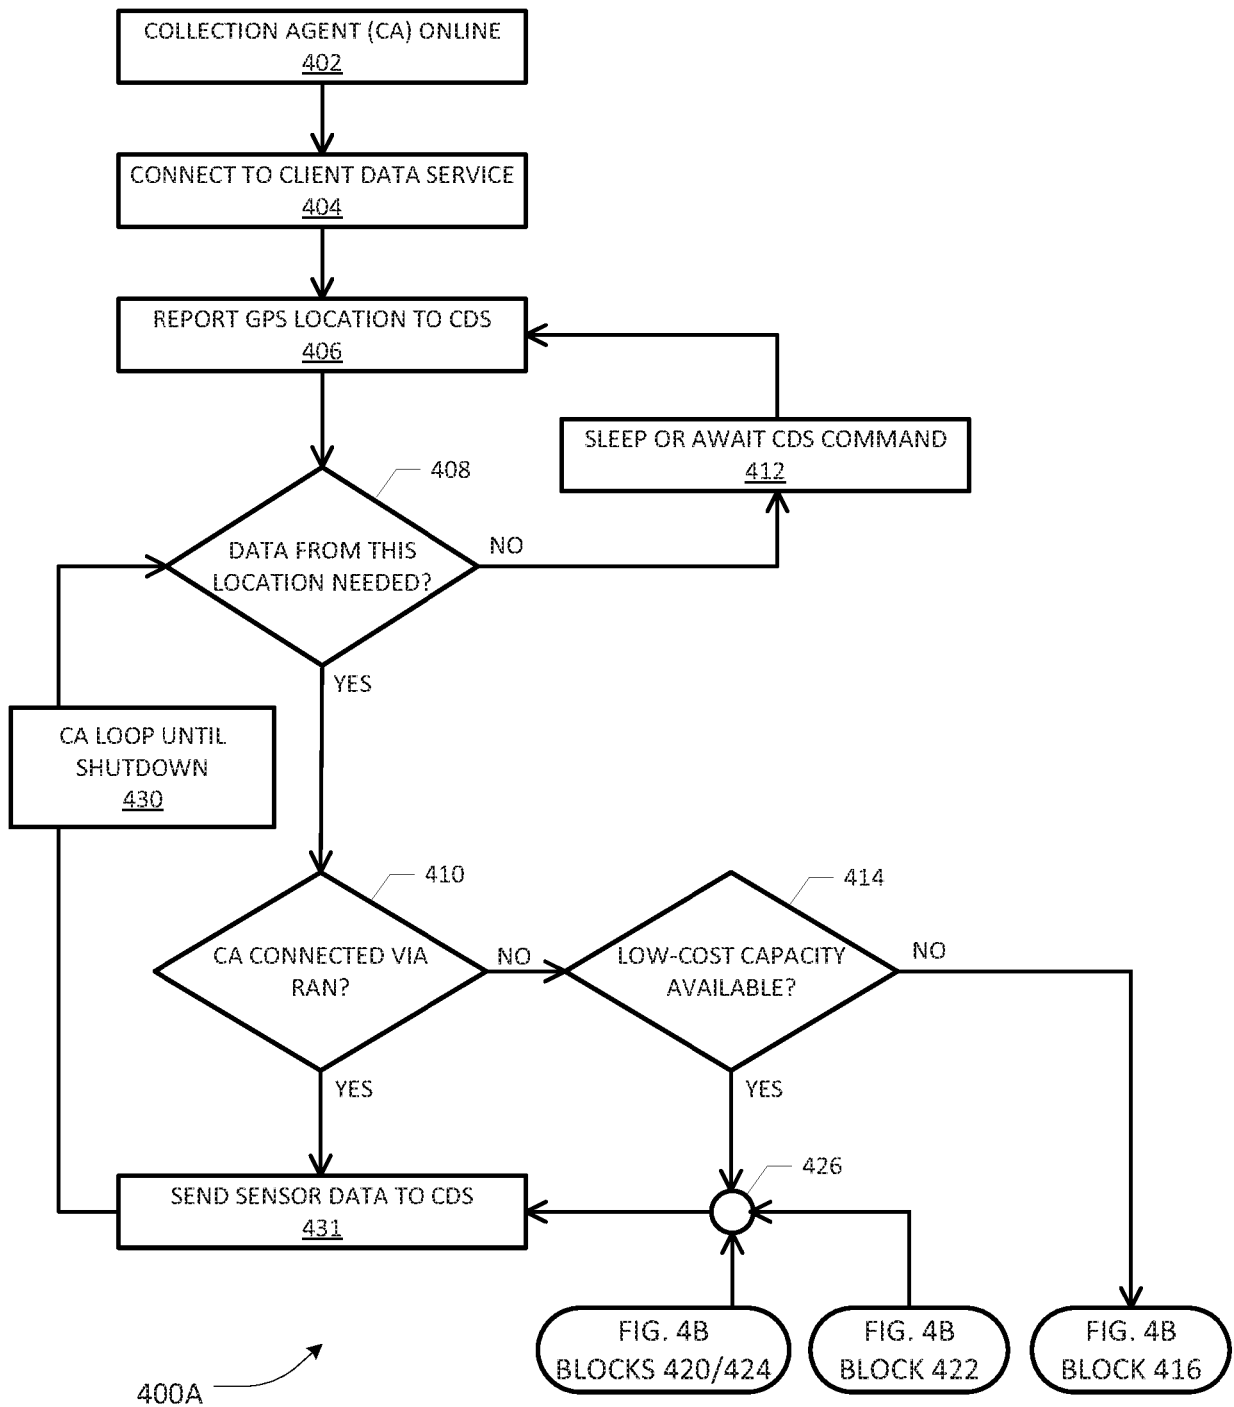 COLLECTION AGENT (CA) ONLINE
402
CONNECT TO CLIENT DATA SERVICE
404
REPORT GPS LOCATION TO CDS
406
SLEEP OR AWAIT CDS COMMAND
412
408
DATA FROM THIS
LOCATION NEEDED?
NO
YES
CA LOOP UNTIL
SHUTDOWN
430
410
CA CONNECTED VIA
RAN?
NO
YES
414
LOW-COST CAPACITY
AVAILABLE?
NO
YES
426
SEND SENSOR DATA TO CDS
431
FIG. 4B
BLOCKS 420/424
FIG. 4B
BLOCK 422
FIG. 4B
BLOCK 416
400A